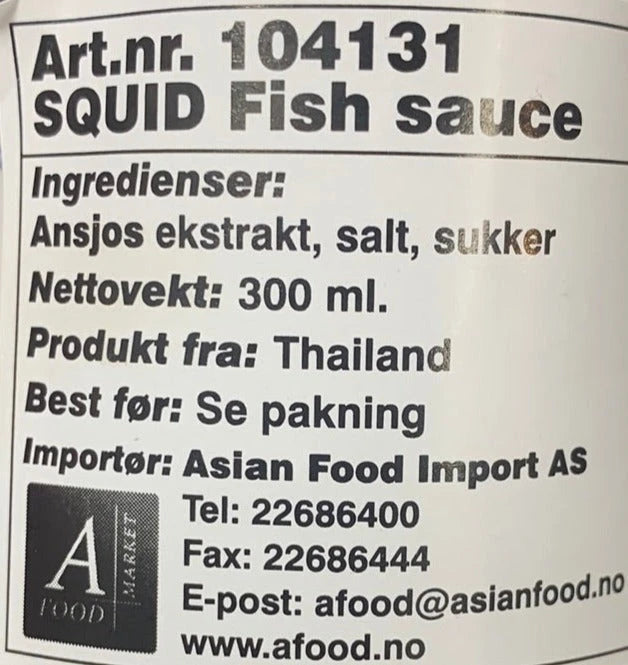 Art.nr. 104131
SQUID Fish sauce
Ingredienser:
Ansjos ekstrakt, salt, sukker
Nettovekt: 300 ml.
Produkt fra: Thailand
Best før: Se pakning
Importør: Asian Food Import AS
Tel: 22686400
Fax: 22686444
E-post: afood@asianfood.no
www.afood.no
A
FOOD
MARKET